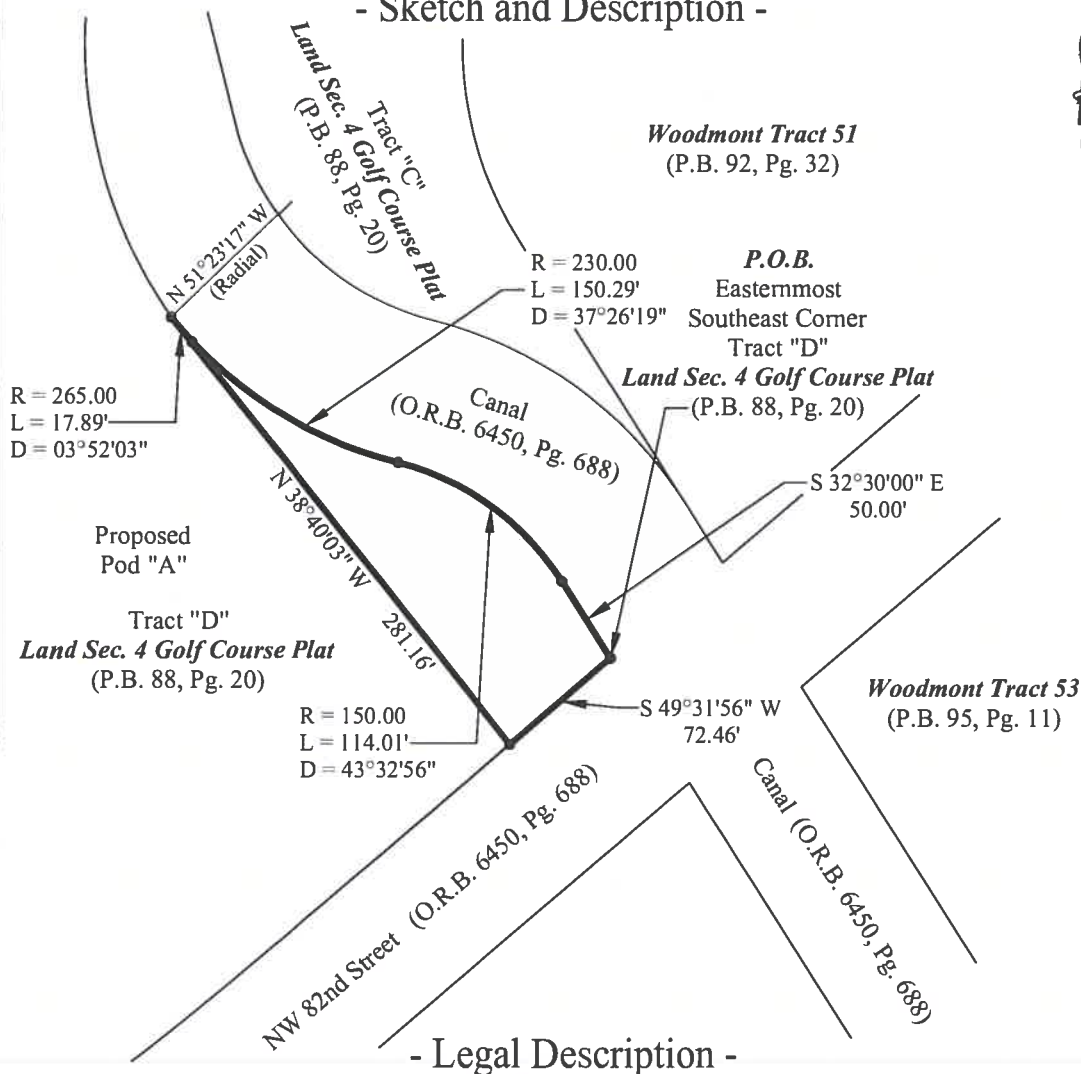 - Sketch and Description -
Land Sec. 4 Golf Course Plat
Tract "C"
(P.B. 88, Pg. 20)
Woodmont Tract 51
(P.B. 92, Pg. 32)
N 51°23'17" W
(Radial)
R = 230.00
L = 150.29'
D = 37°26'19"
P.O.B.
Easternmost
Southeast Corner
Tract "D"
Land Sec. 4 Golf Course Plat
(P.B. 88, Pg. 20)
R = 265.00
L = 17.89'
D = 03°52'03"
Canal
(O.R.B. 6450, Pg. 688)
S 32°30'00" E
50.00'
N 38°40'03" W
281.16'
Proposed
Pod "A"
Tract "D"
Land Sec. 4 Golf Course Plat
(P.B. 88, Pg. 20)
Woodmont Tract 53
(P.B. 95, Pg. 11)
R = 150.00
L = 114.01'
D = 43°32'56"
S 49°31'56" W
72.46'
NW 82nd Street (O.R.B. 6450, Pg. 688)
Canal (O.R.B. 6450, Pg. 688)
- Legal Description -